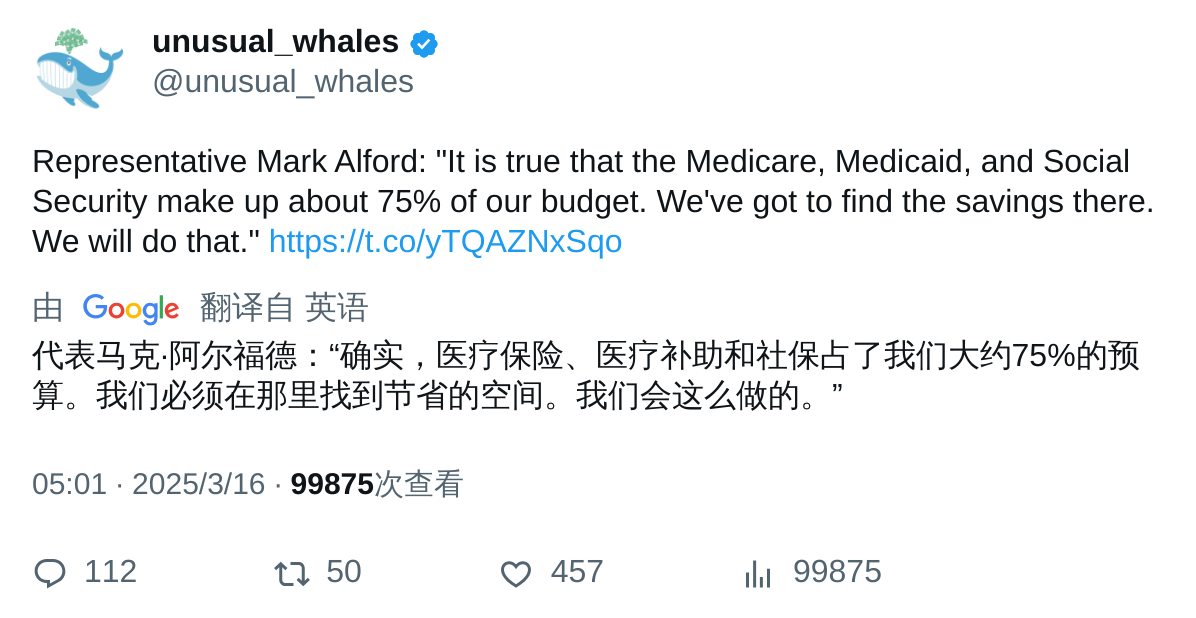 unusual_whales
@unusual_whales
Representative Mark Alford: "It is true that the Medicare, Medicaid, and Social
Security make up about 75% of our budget. We've got to find the savings there.
We will do that." https://t.co/yTQAZNxSqo
由 Google 翻译自 英语
代表马克·阿尔福德：“确实，医疗保险、医疗补助和社保占了我们大约75%的预
算。我们必须在那里找到节省的空间。我们会这么做的。”
05:01 · 2025/3/16 · 99875次查看
112 50 457 99875